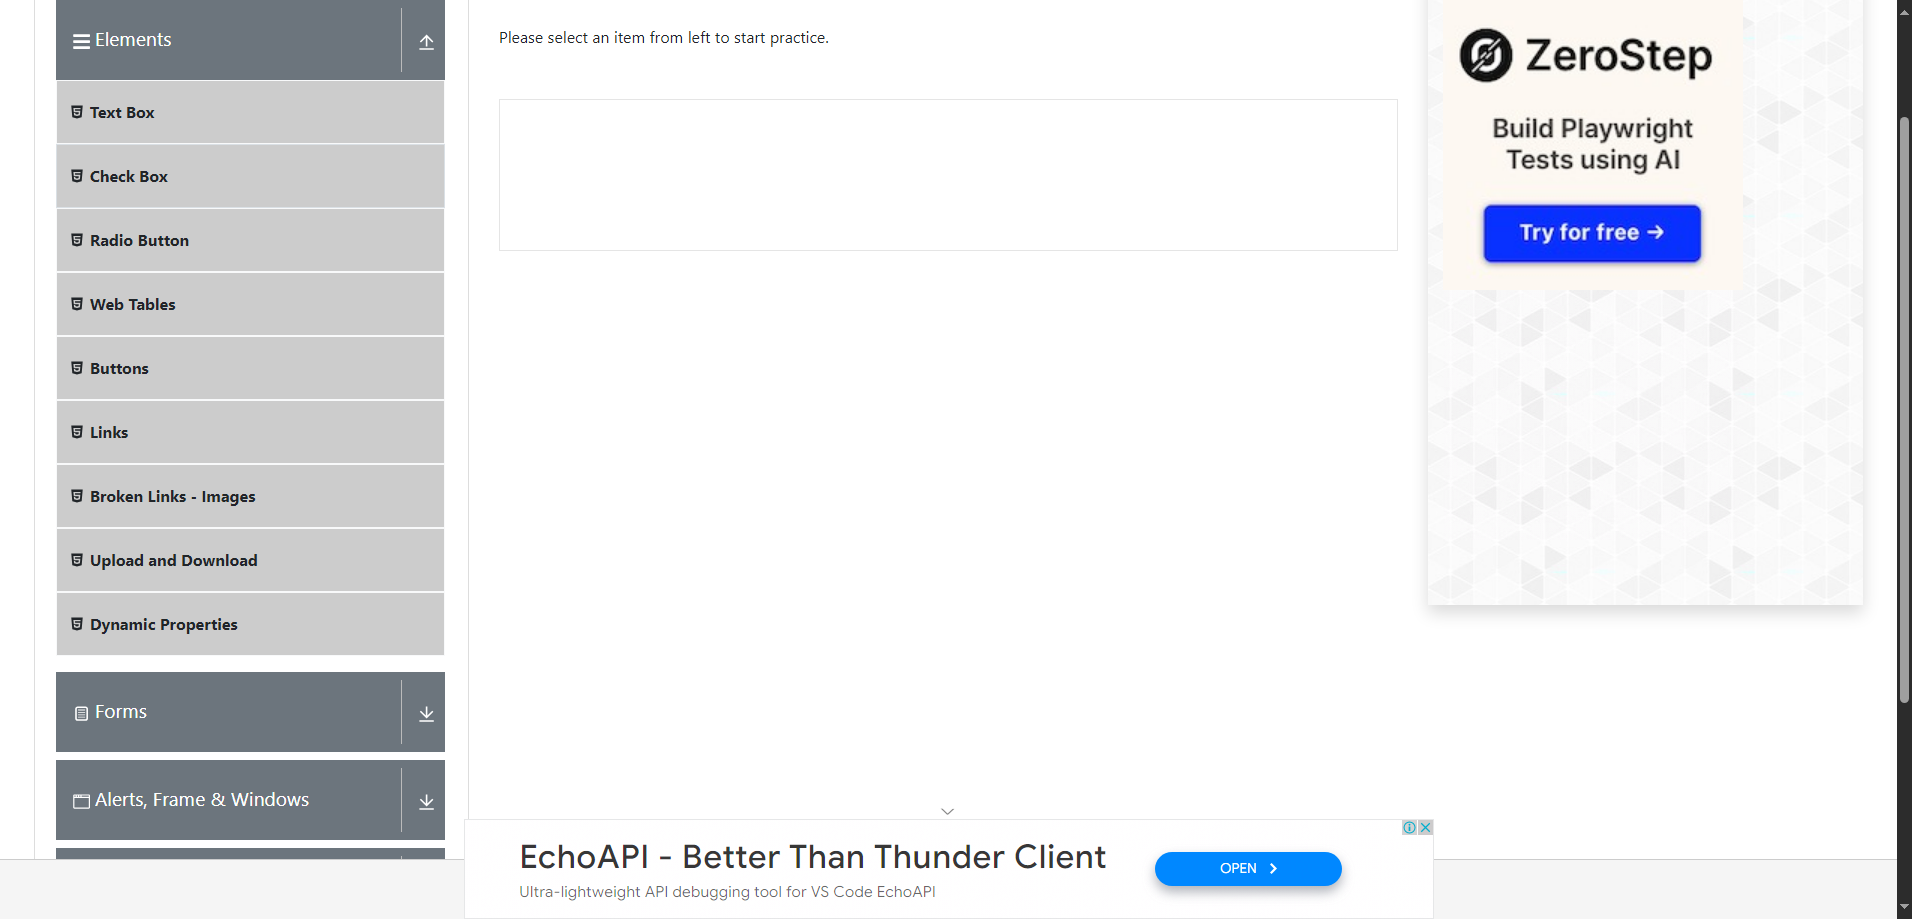 Elements
Text Box
Check Box
Radio Button
Web Tables
Buttons
Links
Broken Links - Images
Upload and Download
Dynamic Properties
Forms
Alerts, Frame & Windows
Please select an item from left to start practice.
ZeroStep
Build Playwright
Tests using AI
Try for free →
EchoAPI - Better Than Thunder Client
Ultra-lightweight API debugging tool for VS Code EchoAPI
OPEN